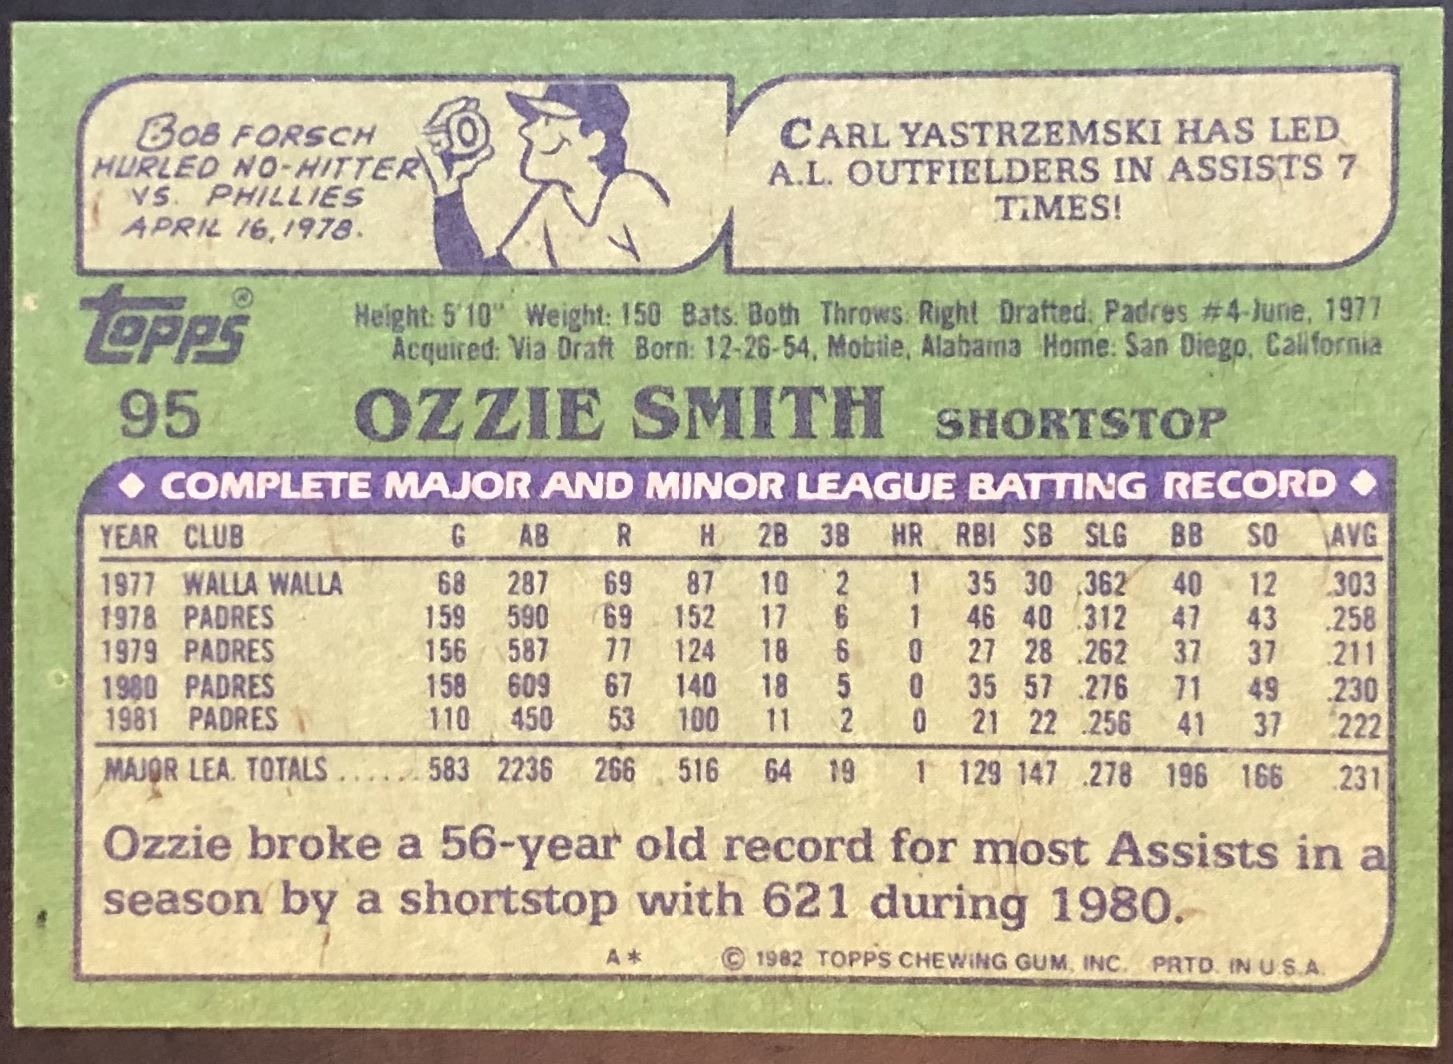 BOB FORSCH
HURLED NO-HITTER
VS. PHILLIES
APRIL 16, 1978.
CARL YASTRZEMSKI HAS LED
A.L. OUTFIELDERS IN ASSISTS 7
TIMES!
Topps®
Height: 5'10" Weight: 150 Bats: Both Throws: Right Drafted: Padres #4-June, 1977
Acquired: Via Draft Born: 12-26-54, Mobile, Alabama Home: San Diego, California
95 OZZIE SMITH SHORTSTOP
◆ COMPLETE MAJOR AND MINOR LEAGUE BATTING RECORD ◆
YEAR CLUB G AB R H 2B 3B HR RBI SB SLG BB SO AVG
1977 WALLA WALLA 68 287 69 87 10 2 1 35 30 .362 40 12 .303
1978 PADRES 159 590 69 152 17 6 1 46 40 .312 47 43 .258
1979 PADRES 156 587 77 124 18 6 0 27 28 .262 37 37 .211
1980 PADRES 158 609 67 140 18 5 0 35 57 .276 71 49 .230
1981 PADRES 110 450 53 100 11 2 0 21 22 .256 41 37 .222
MAJOR LEA. TOTALS ...... 583 2236 266 516 64 19 1 129 147 .278 196 166 .231
Ozzie broke a 56-year old record for most Assists in a
season by a shortstop with 621 during 1980.
A* © 1982 TOPPS CHEWING GUM, INC. PRTD. IN U.S.A.